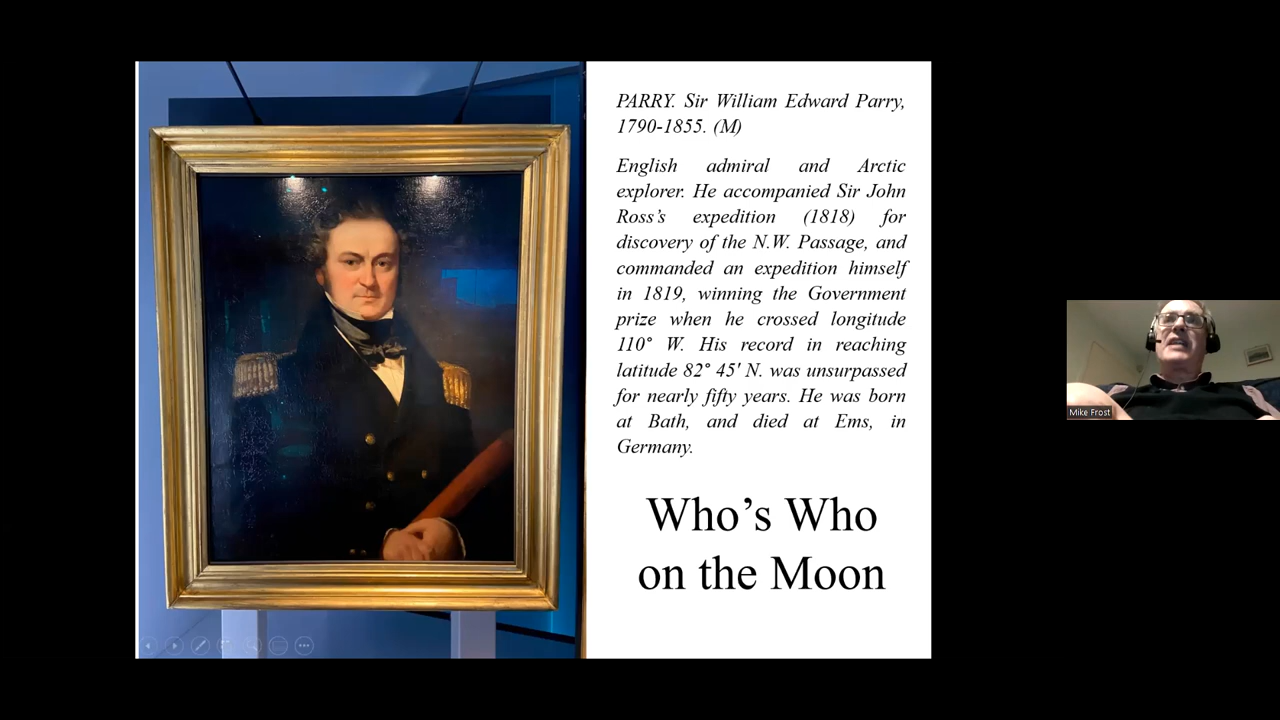 PARRY. Sir William Edward Parry,
1790-1855. (M)
English admiral and Arctic
explorer. He accompanied Sir John
Ross's expedition (1818) for
discovery of the N.W. Passage, and
commanded an expedition himself
in 1819, winning the Government
prize when he crossed longitude
110° W. His record in reaching
latitude 82° 45' N. was unsurpassed
for nearly fifty years. He was born
at Bath, and died at Ems, in
Germany.
Who's Who
on the Moon
Mike Frost